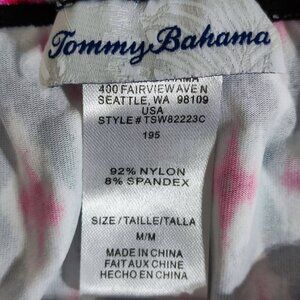 Tommy Bahama
BAHAMA
400 FAIRVIEW AVE N
SEATTLE, WA 98109
USA
STYLE# TSW82223C
195
92% NYLON
8% SPANDEX
SIZE / TAILLE/TALLA
M/M
MADE IN CHINA
FAIT AUX CHINE
HECHO EN CHINA